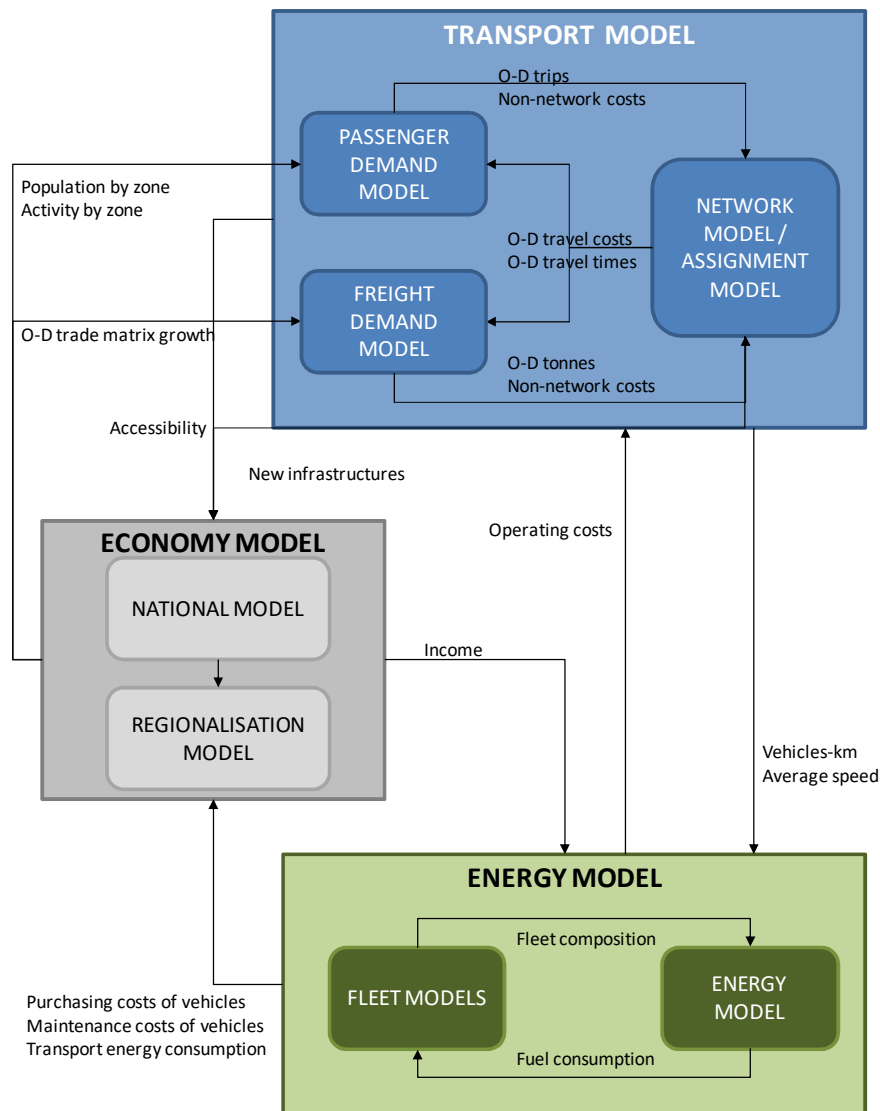 TRANSPORT MODEL
O-D trips
Non-network costs
PASSENGER
DEMAND
MODEL
Population by zone
Activity by zone
NETWORK
MODEL /
ASSIGNMENT
MODEL
O-D travel costs
O-D travel times
FREIGHT
DEMAND
MODEL
O-D trade matrix growth
O-D tonnes
Non-network costs
Accessibility
New infrastructures
Operating costs
ECONOMY MODEL
NATIONAL MODEL
Income
REGIONALISATION
MODEL
Vehicles-km
Average speed
ENERGY MODEL
Fleet composition
FLEET MODELS
ENERGY
MODEL
Purchasing costs of vehicles
Maintenance costs of vehicles
Transport energy consumption
Fuel consumption